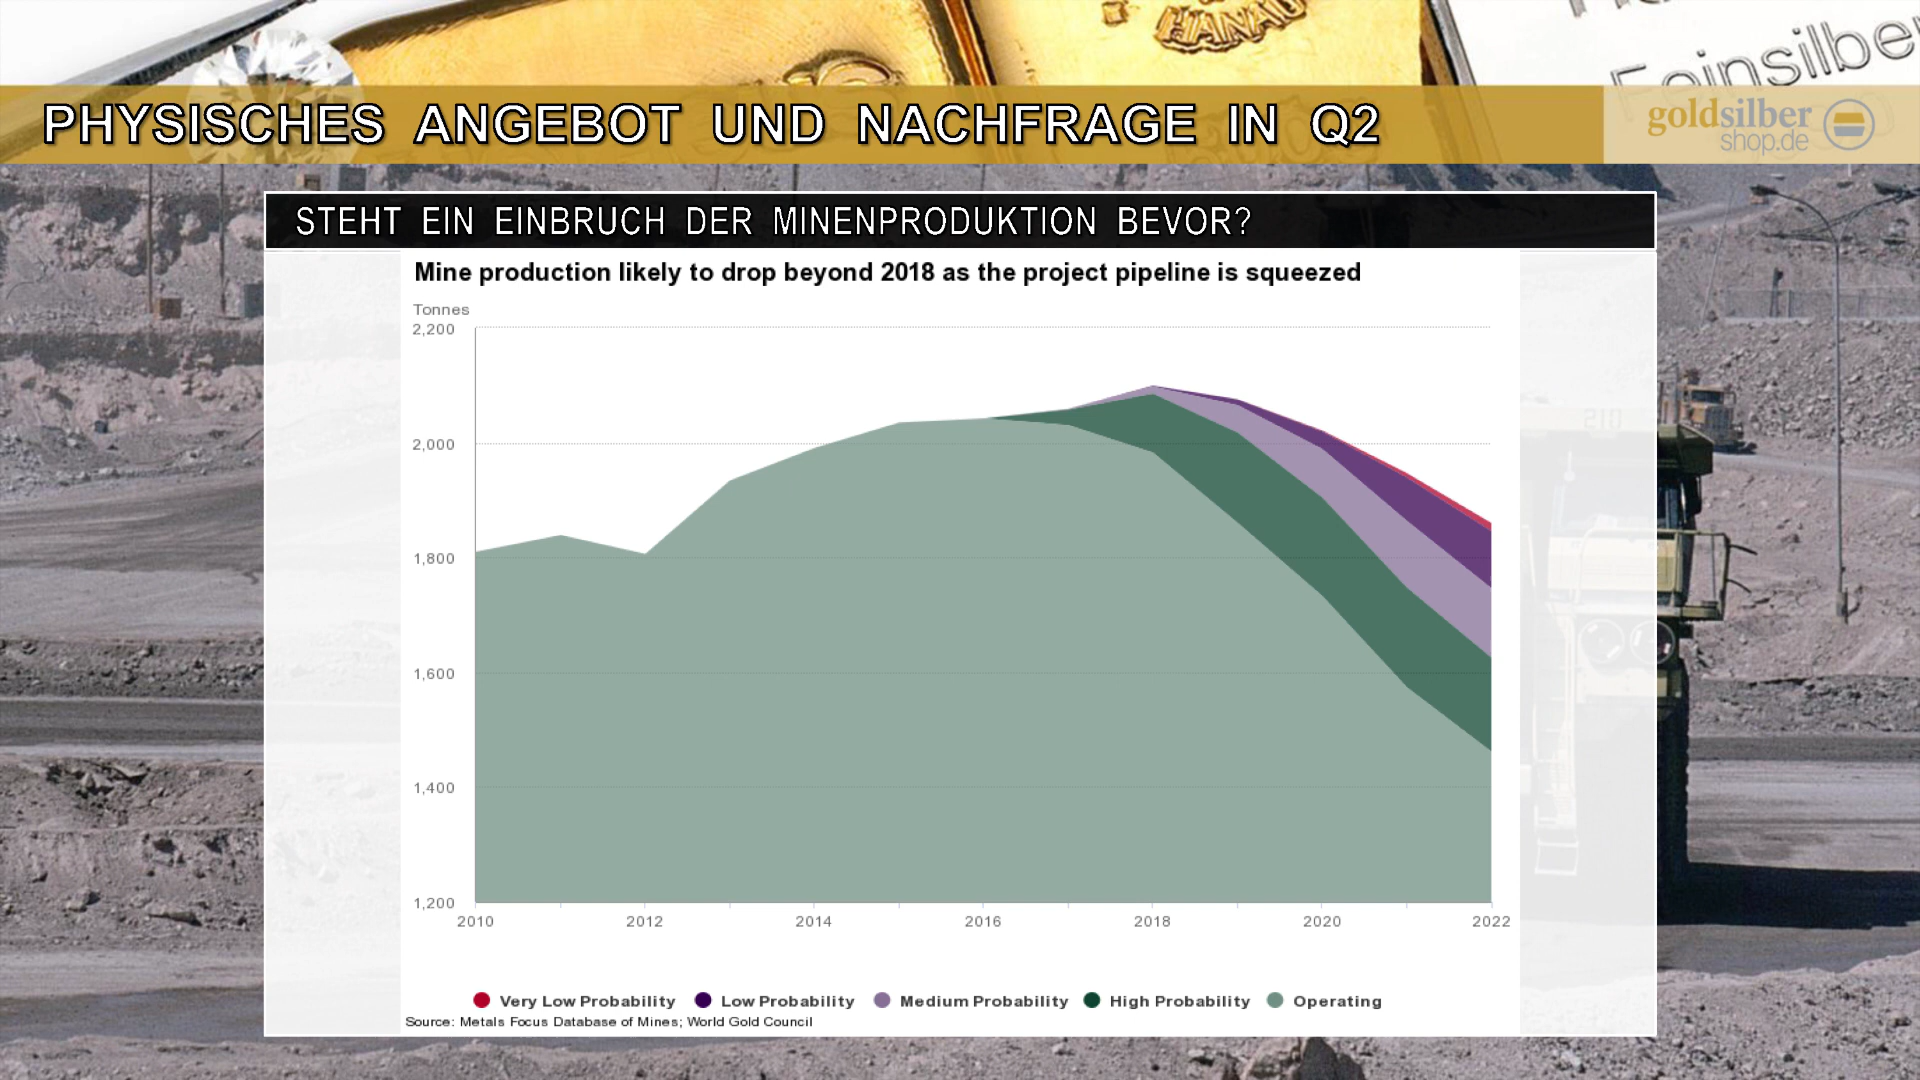 HANAU
Feinsilber
PHYSISCHES ANGEBOT UND NACHFRAGE IN Q2
goldsilber
shop.de
STEHT EIN EINBRUCH DER MINENPRODUKTION BEVOR?
Mine production likely to drop beyond 2018 as the project pipeline is squeezed
Tonnes
2,200
2,000
1,800
1,600
1,400
1,200
2010 2012 2014 2016 2018 2020 2022
Very Low Probability Low Probability Medium Probability High Probability Operating
Source: Metals Focus Database of Mines; World Gold Council
210